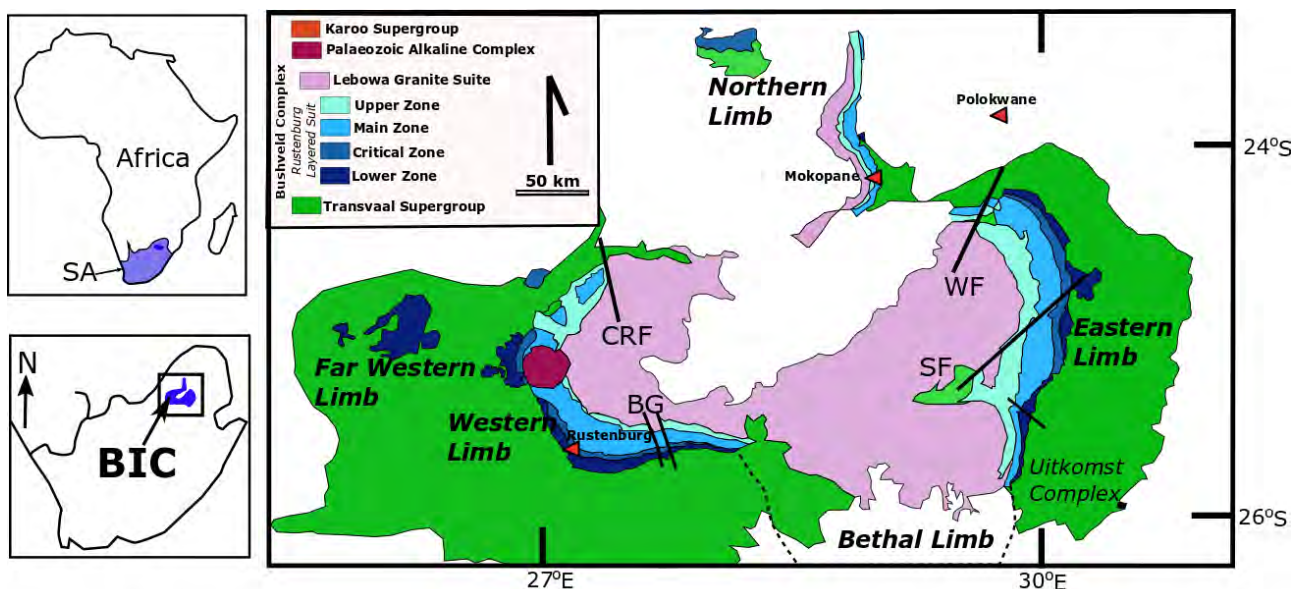 Africa
SA
N
BIC
Karoo Supergroup
Palaeozoic Alkaline Complex
Lebowa Granite Suite
Upper Zone
Main Zone
Critical Zone
Lower Zone
Transvaal Supergroup
Bushveld Complex
Rustenburg
Layered Suit
50 km
Northern
Limb
Polokwane
Mokopane
24°S
WF
CRF
Far Western
Limb
Eastern
Limb
SF
BG
Western
Limb
Rustenburg
Uitkomst
Complex
Bethal Limb
26°S
27°E
30°E